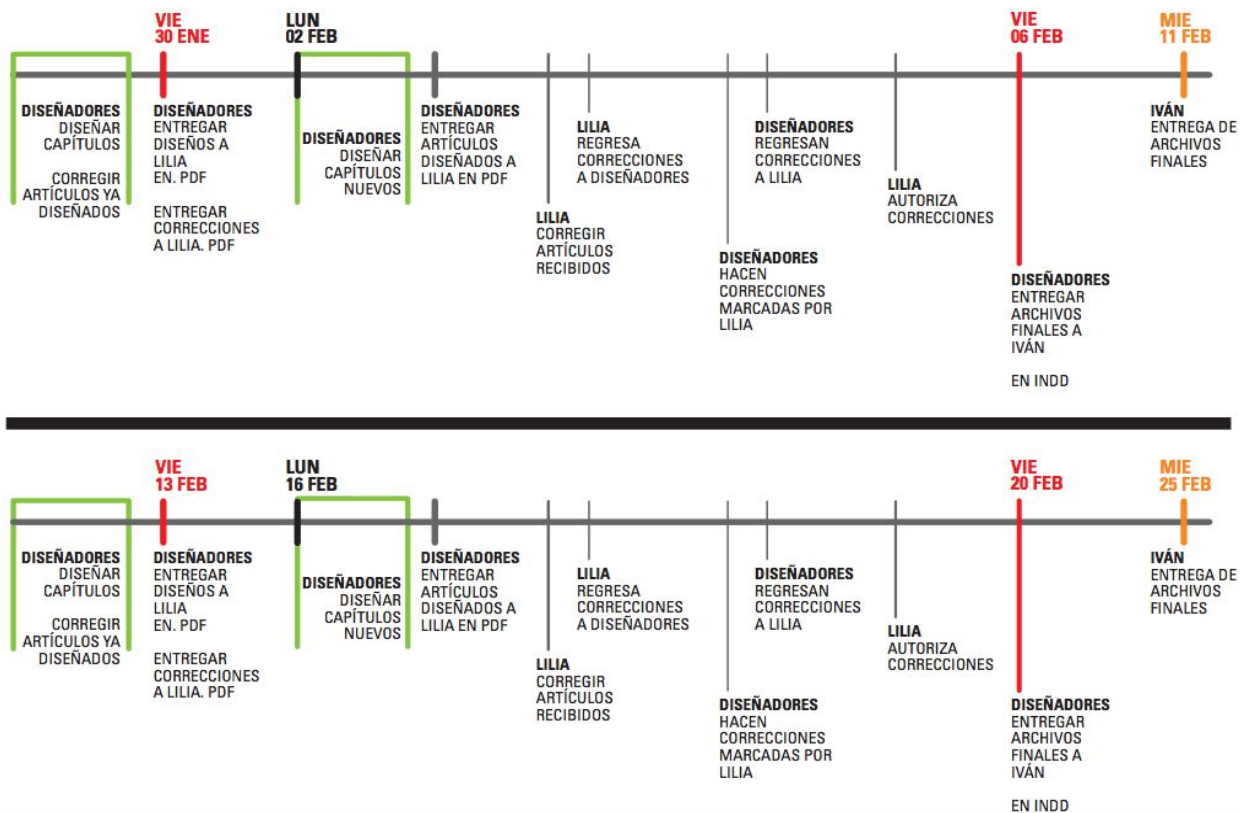 VIE
30 ENE
LUN
02 FEB
VIE
06 FEB
MIE
11 FEB
DISEÑADORES
DISEÑAR
CAPÍTULOS
CORREGIR
ARTÍCULOS YA
DISEÑADOS
DISEÑADORES
ENTREGAR
DISEÑOS A
LILIA
EN. PDF
ENTREGAR
CORRECCIONES
A LILIA. PDF
DISEÑADORES
DISEÑAR
CAPÍTULOS
NUEVOS
DISEÑADORES
ENTREGAR
ARTÍCULOS
DISEÑADOS A
LILIA EN PDF
LILIA
CORREGIR
ARTÍCULOS
RECIBIDOS
LILIA
REGRESA
CORRECCIONES
A DISEÑADORES
DISEÑADORES
HACEN
CORRECCIONES
MARCADAS POR
LILIA
DISEÑADORES
REGRESAN
CORRECCIONES
A LILIA
LILIA
AUTORIZA
CORRECCIONES
DISEÑADORES
ENTREGAR
ARCHIVOS
FINALES A
IVÁN
EN INDD
IVÁN
ENTREGA DE
ARCHIVOS
FINALES
VIE
13 FEB
LUN
16 FEB
VIE
20 FEB
MIE
25 FEB
DISEÑADORES
DISEÑAR
CAPÍTULOS
CORREGIR
ARTÍCULOS YA
DISEÑADOS
DISEÑADORES
ENTREGAR
DISEÑOS A
LILIA
EN. PDF
ENTREGAR
CORRECCIONES
A LILIA. PDF
DISEÑADORES
DISEÑAR
CAPÍTULOS
NUEVOS
DISEÑADORES
ENTREGAR
ARTÍCULOS
DISEÑADOS A
LILIA EN PDF
LILIA
CORREGIR
ARTÍCULOS
RECIBIDOS
LILIA
REGRESA
CORRECCIONES
A DISEÑADORES
DISEÑADORES
HACEN
CORRECCIONES
MARCADAS POR
LILIA
DISEÑADORES
REGRESAN
CORRECCIONES
A LILIA
LILIA
AUTORIZA
CORRECCIONES
DISEÑADORES
ENTREGAR
ARCHIVOS
FINALES A
IVÁN
EN INDD
IVÁN
ENTREGA DE
ARCHIVOS
FINALES